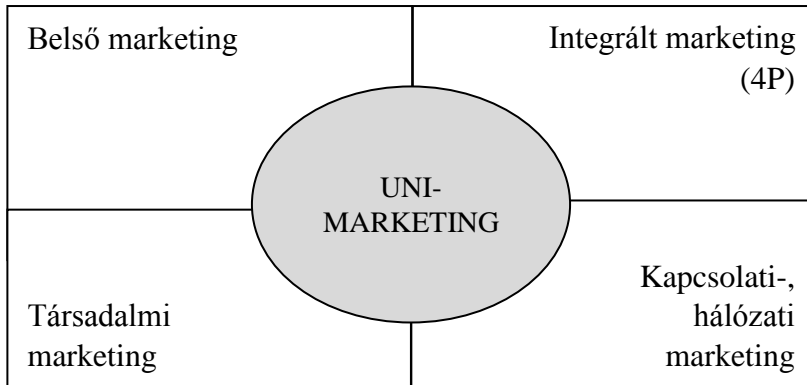 Belső marketing
Integrált marketing
(4P)
UNI-
MARKETING
Társadalmi
marketing
Kapcsolati-,
hálózati
marketing